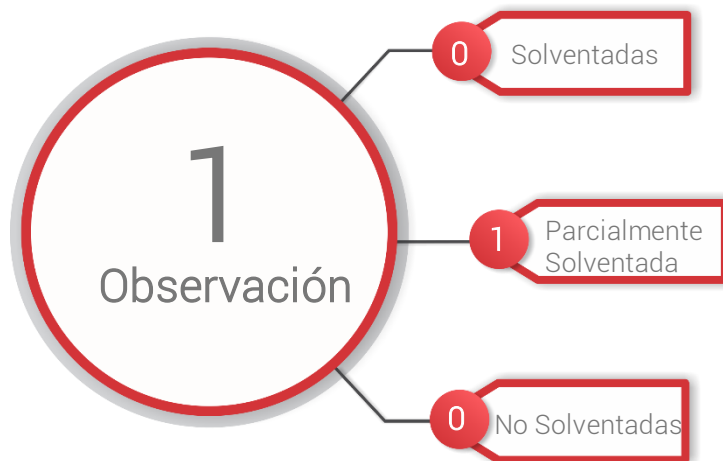 1
Observación
0
Solventadas
1
Parcialmente
Solventada
0
No Solventadas